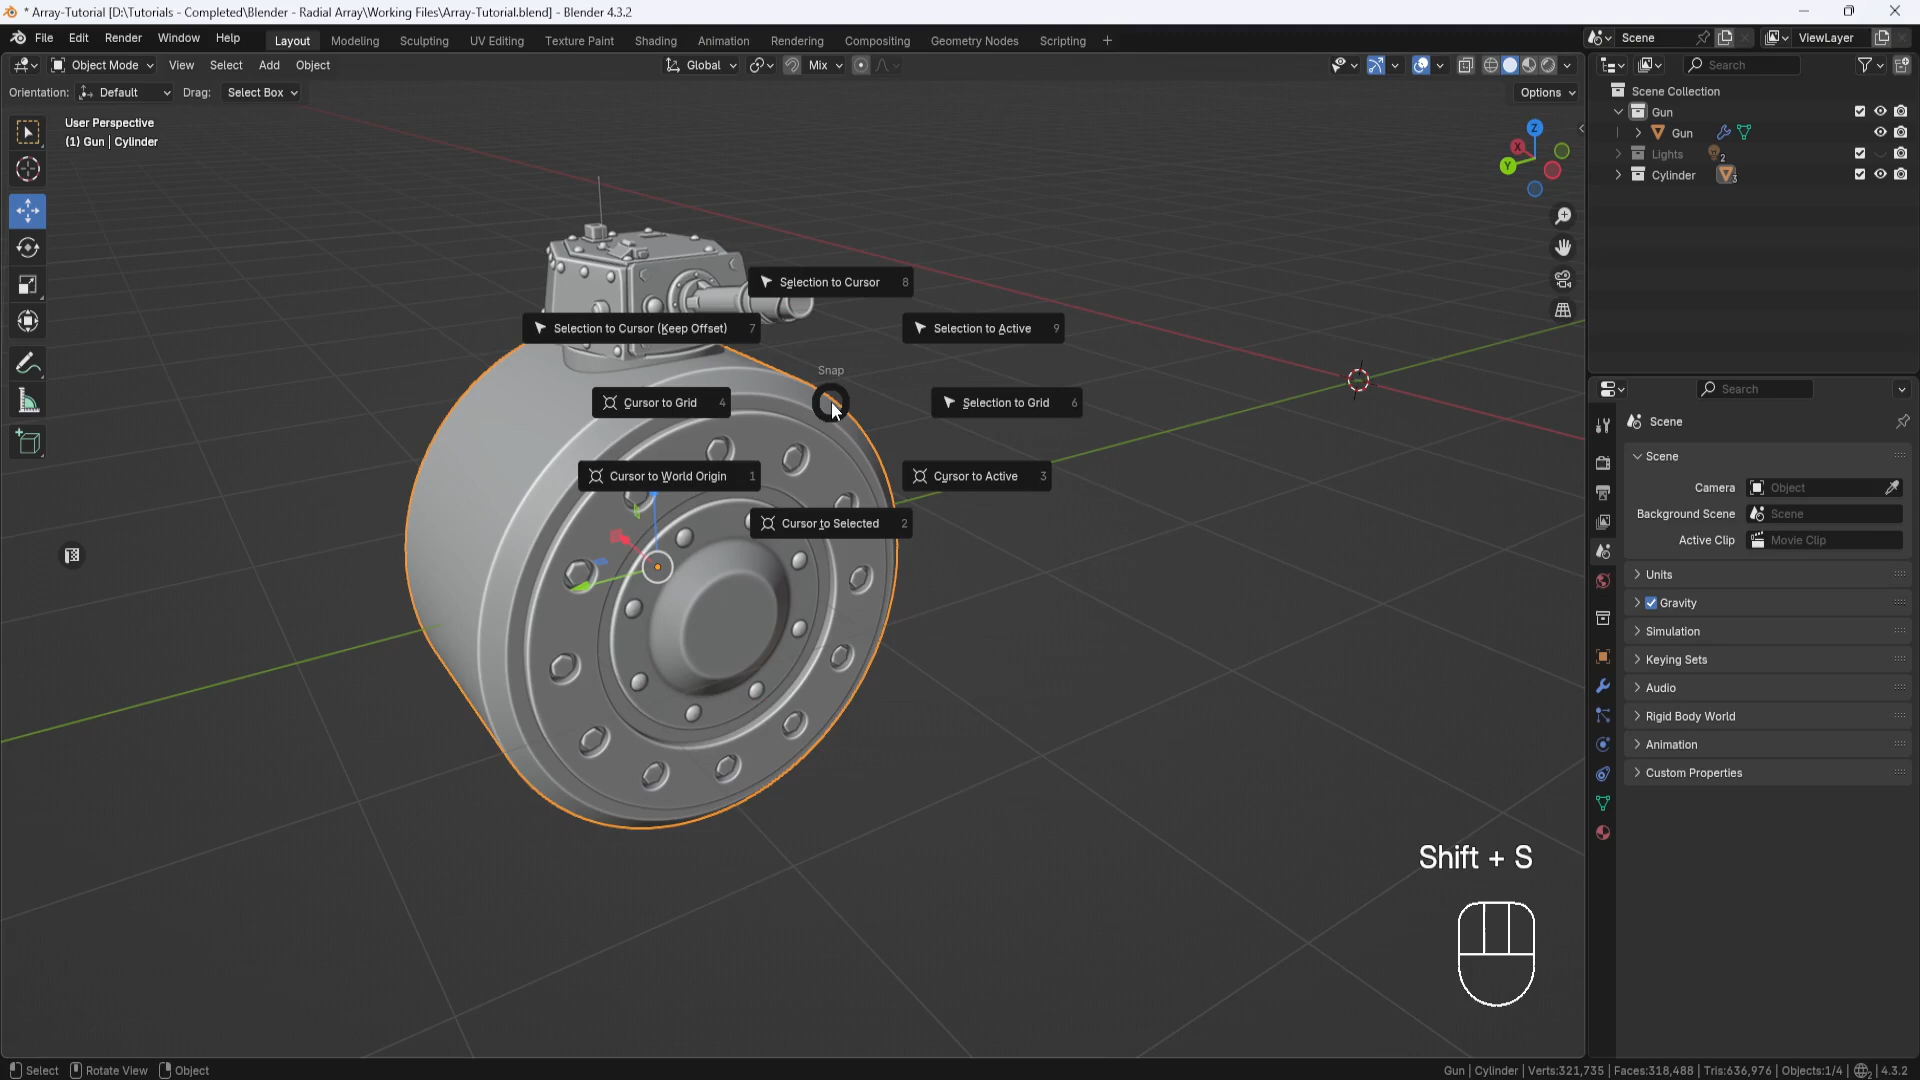 * Array-Tutorial [D:\Tutorials - Completed\Blender - Radial Array\Working Files\Array-Tutorial.blend] - Blender 4.3.2
File Edit Render Window Help Layout Modeling Sculpting UV Editing Texture Paint Shading Animation Rendering Compositing Geometry Nodes Scripting + Scene ViewLayer
Object Mode View Select Add Object Global Mix Search
Orientation: Default Drag: Select Box Options
Scene Collection
User Perspective
(1) Gun | Cylinder
Gun
Gun
Lights 2
Cylinder 3
Z
X
Y
Selection to Cursor 8
Selection to Cursor (Keep Offset) 7
Selection to Active 9
Snap
Cursor to Grid 4
Selection to Grid 6
Cursor to World Origin 1
Cursor to Active 3
Cursor to Selected 2
Search
Scene
Scene
Camera Object
Background Scene Scene
Active Clip Movie Clip
Units
Gravity
Simulation
Keying Sets
Audio
Rigid Body World
Animation
Custom Properties
Shift + S
Select Rotate View Object
Gun | Cylinder | Verts:321,735 | Faces:318,488 | Tris:636,976 | Objects:1/4 | 2 | 4.3.2